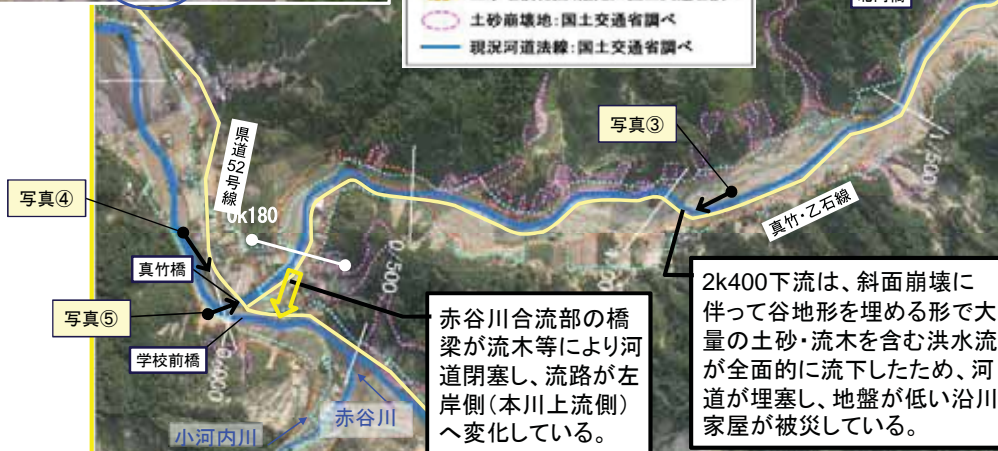 土砂崩壊地:国土交通省調べ
現況河道法線:国土交通省調べ
写真③
県道52号線
写真④
0k180
真竹・乙石線
真竹橋
写真⑤
学校前橋
小河内川
赤谷川
0/500
赤谷川合流部の橋
梁が流木等により河
道閉塞し、流路が左
岸側(本川上流側)
へ変化している。
2k400下流は、斜面崩壊に
伴って谷地形を埋める形で大
量の土砂・流木を含む洪水流
が全面的に流下したため、河
道が埋塞し、地盤が低い沿川
家屋が被災している。